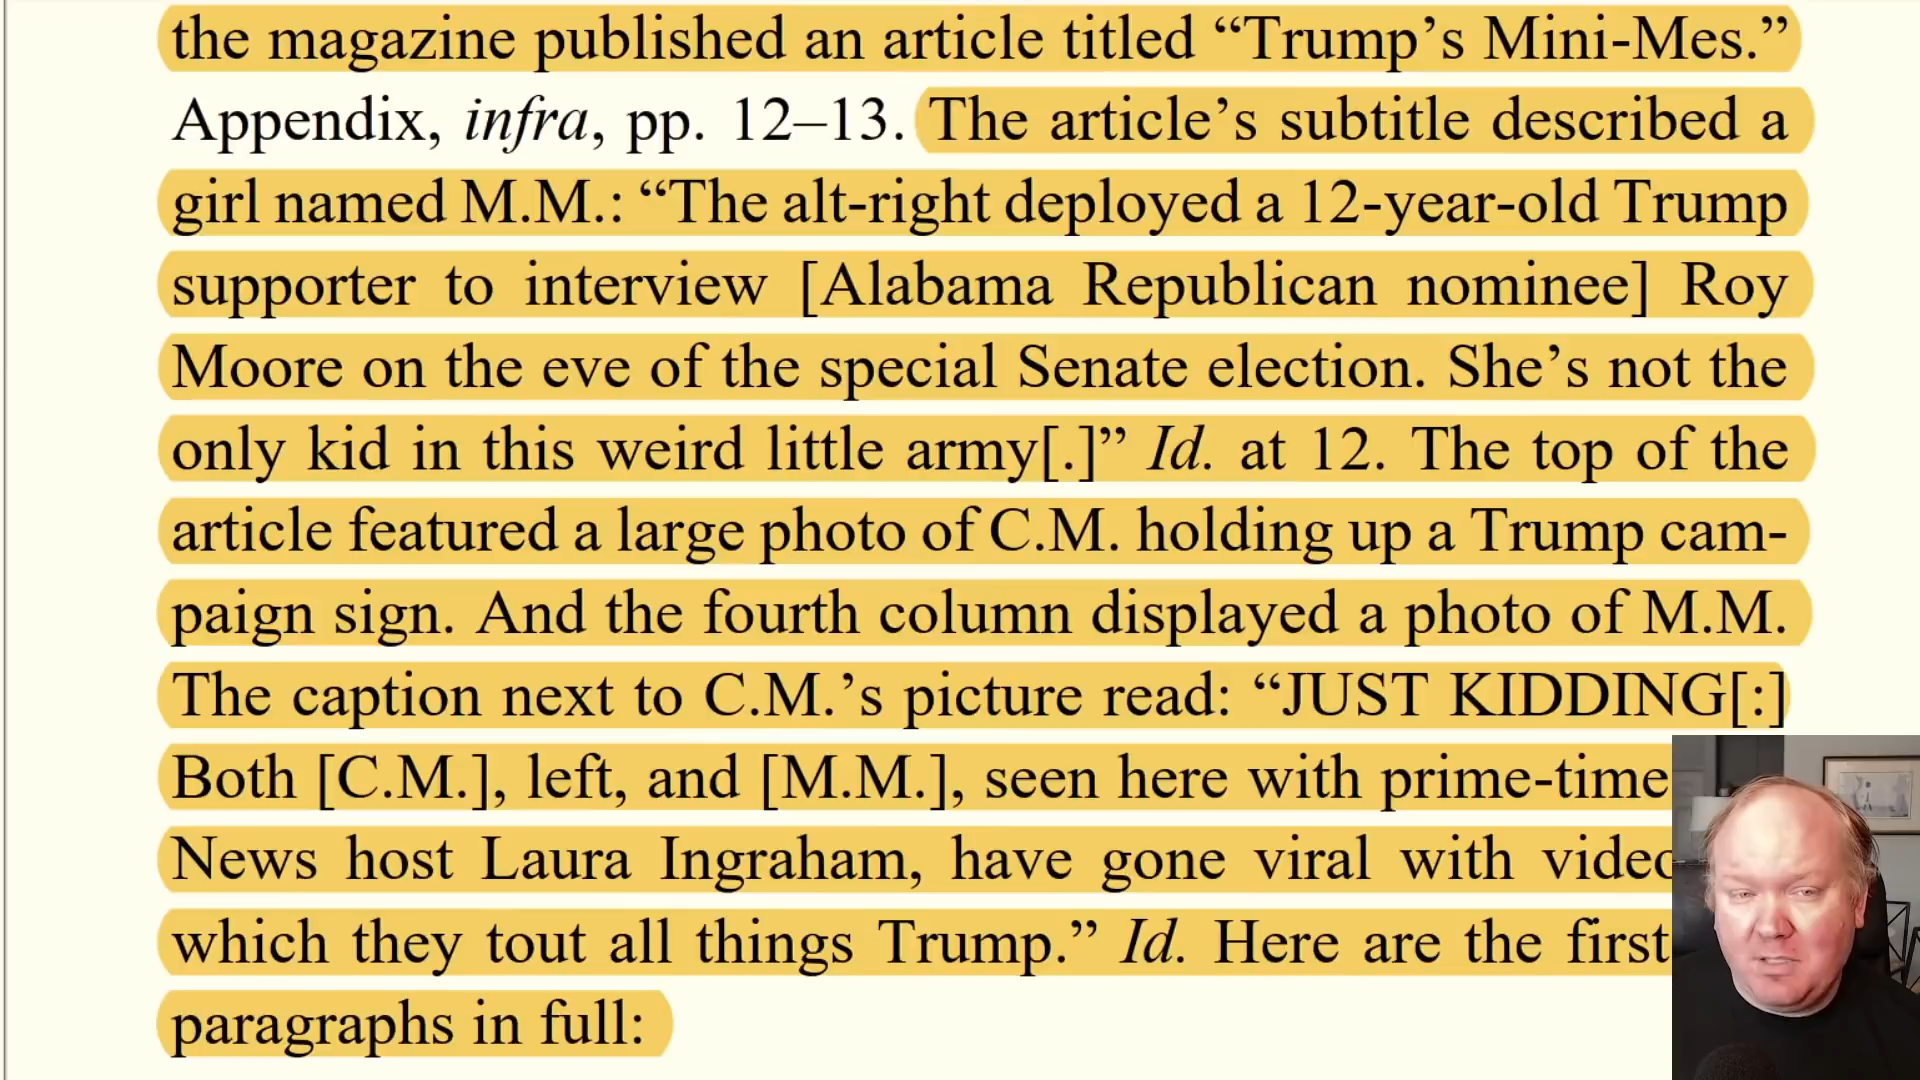 the magazine published an article titled “Trump’s Mini-Mes.”
Appendix, infra, pp. 12–13. The article’s subtitle described a
girl named M.M.: “The alt-right deployed a 12-year-old Trump
supporter to interview [Alabama Republican nominee] Roy
Moore on the eve of the special Senate election. She’s not the
only kid in this weird little army[.]” Id. at 12. The top of the
article featured a large photo of C.M. holding up a Trump cam-
paign sign. And the fourth column displayed a photo of M.M.
The caption next to C.M.’s picture read: “JUST KIDDING[:]
Both [C.M.], left, and [M.M.], seen here with prime-time
News host Laura Ingraham, have gone viral with video
which they tout all things Trump.” Id. Here are the first
paragraphs in full: